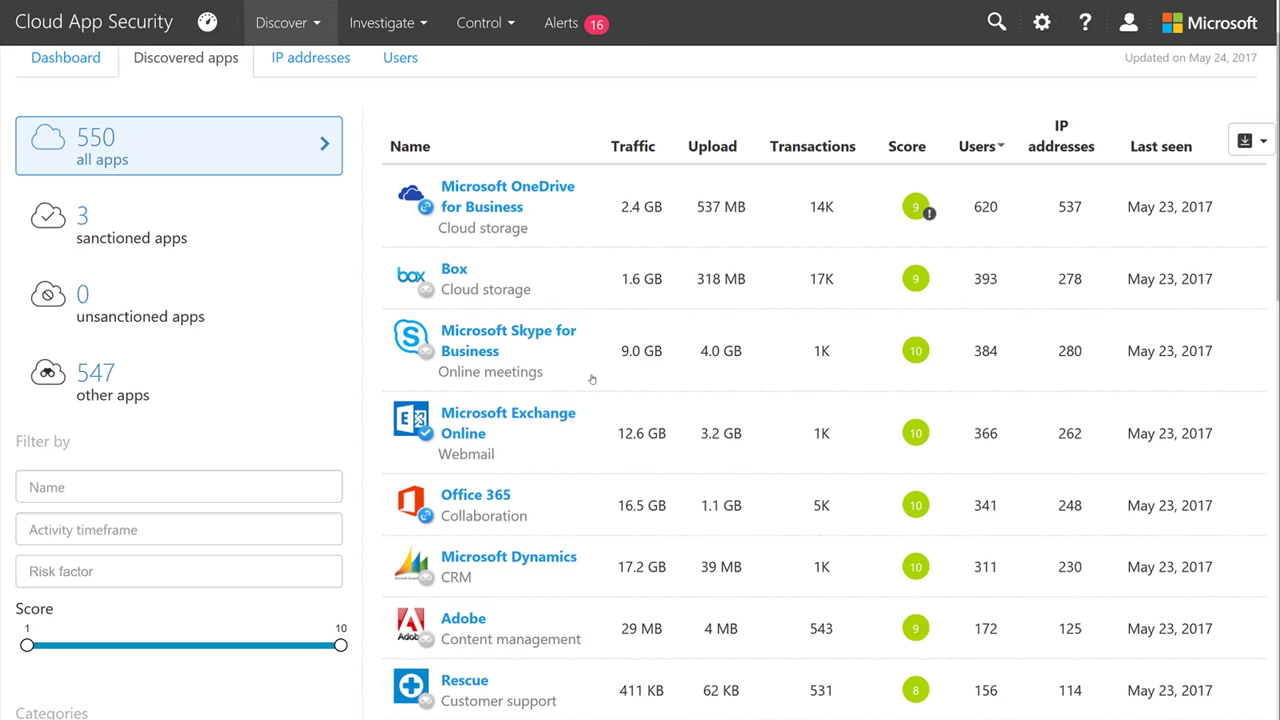 Cloud App Security Discover Investigate Control Alerts 16 Microsoft
Dashboard Discovered apps IP addresses Users Updated on May 24, 2017
550
all apps
3
sanctioned apps
0
unsanctioned apps
547
other apps
Filter by
Name
Activity timeframe
Risk factor
Score
1 10
Categories
Name Traffic Upload Transactions Score Users IP addresses Last seen
Microsoft OneDrive
for Business 2.4 GB 537 MB 14K 9 620 537 May 23, 2017
Cloud storage
box Box
Cloud storage 1.6 GB 318 MB 17K 9 393 278 May 23, 2017
Microsoft Skype for
Business 9.0 GB 4.0 GB 1K 10 384 280 May 23, 2017
Online meetings
Microsoft Exchange
Online 12.6 GB 3.2 GB 1K 10 366 262 May 23, 2017
Webmail
Office 365
Collaboration 16.5 GB 1.1 GB 5K 10 341 248 May 23, 2017
Microsoft Dynamics
CRM 17.2 GB 39 MB 1K 10 311 230 May 23, 2017
Adobe
Content management 29 MB 4 MB 543 9 172 125 May 23, 2017
Rescue
Customer support 411 KB 62 KB 531 8 156 114 May 23, 2017